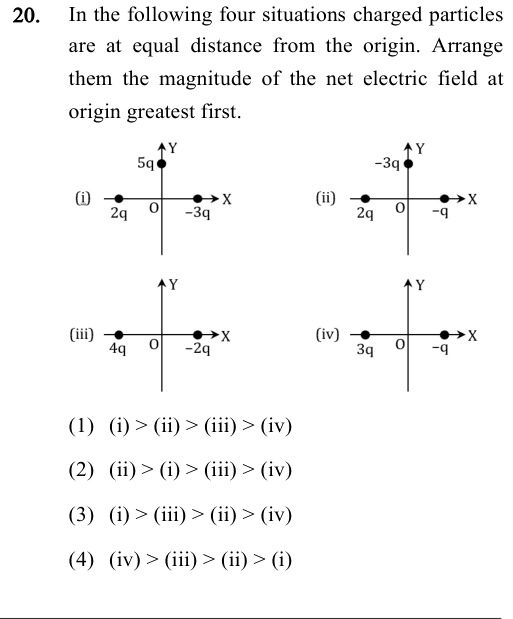 20. In the following four situations charged particles
are at equal distance from the origin. Arrange
them the magnitude of the net electric field at
origin greatest first.
(i) 5q Y 2q O -3q X
(ii) -3q Y 2q O -q X
(iii) Y 4q O -2q X
(iv) Y 3q O -q X
(1) (i) > (ii) > (iii) > (iv)
(2) (ii) > (i) > (iii) > (iv)
(3) (i) > (iii) > (ii) > (iv)
(4) (iv) > (iii) > (ii) > (i)